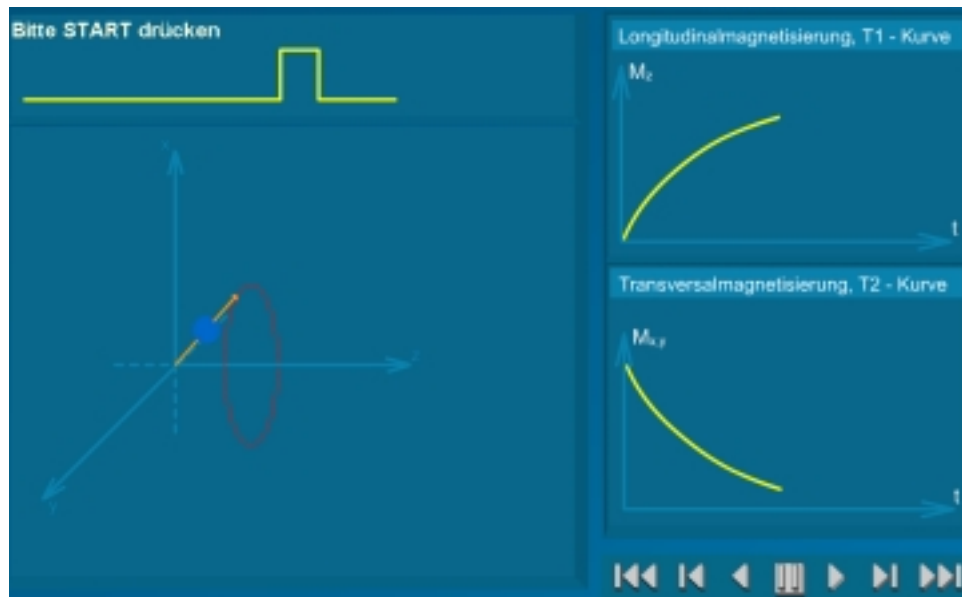 Bitte START drücken
Longitudinalmagnetisierung, T1 - Kurve
Mz
t
x
z
y
Transversalmagnetisierung, T2 - Kurve
Mx,y
t